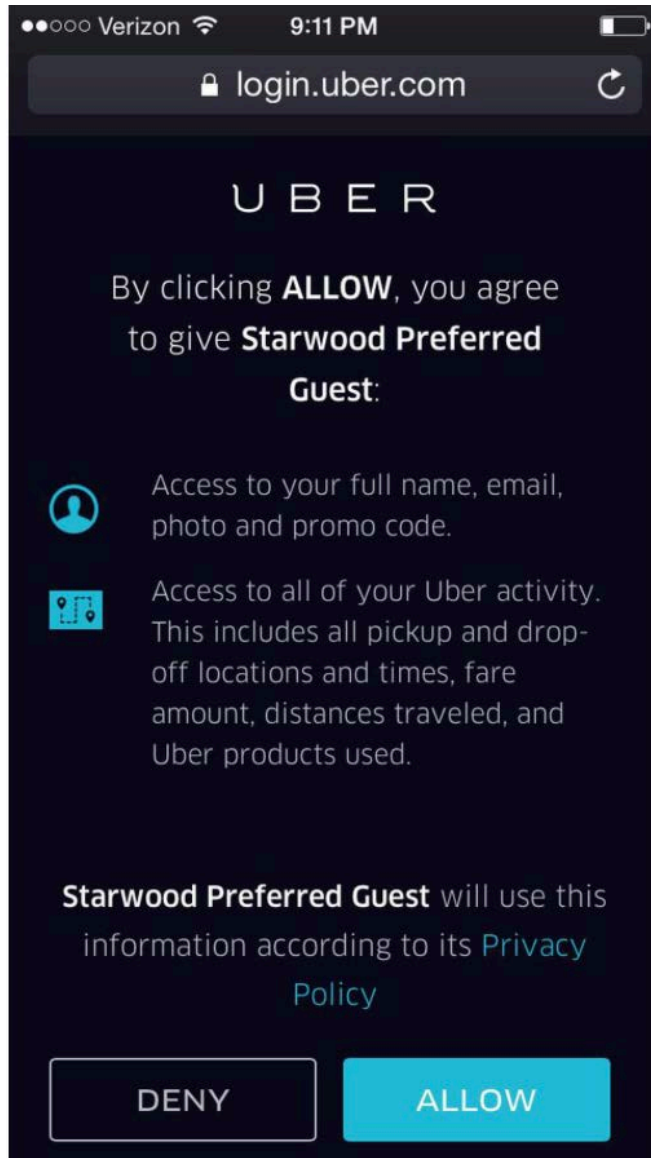 Verizon 9:11 PM
login.uber.com
UBER
By clicking ALLOW, you agree
to give Starwood Preferred
Guest:
Access to your full name, email,
photo and promo code.
Access to all of your Uber activity.
This includes all pickup and drop-
off locations and times, fare
amount, distances traveled, and
Uber products used.
Starwood Preferred Guest will use this
information according to its Privacy
Policy
DENY ALLOW